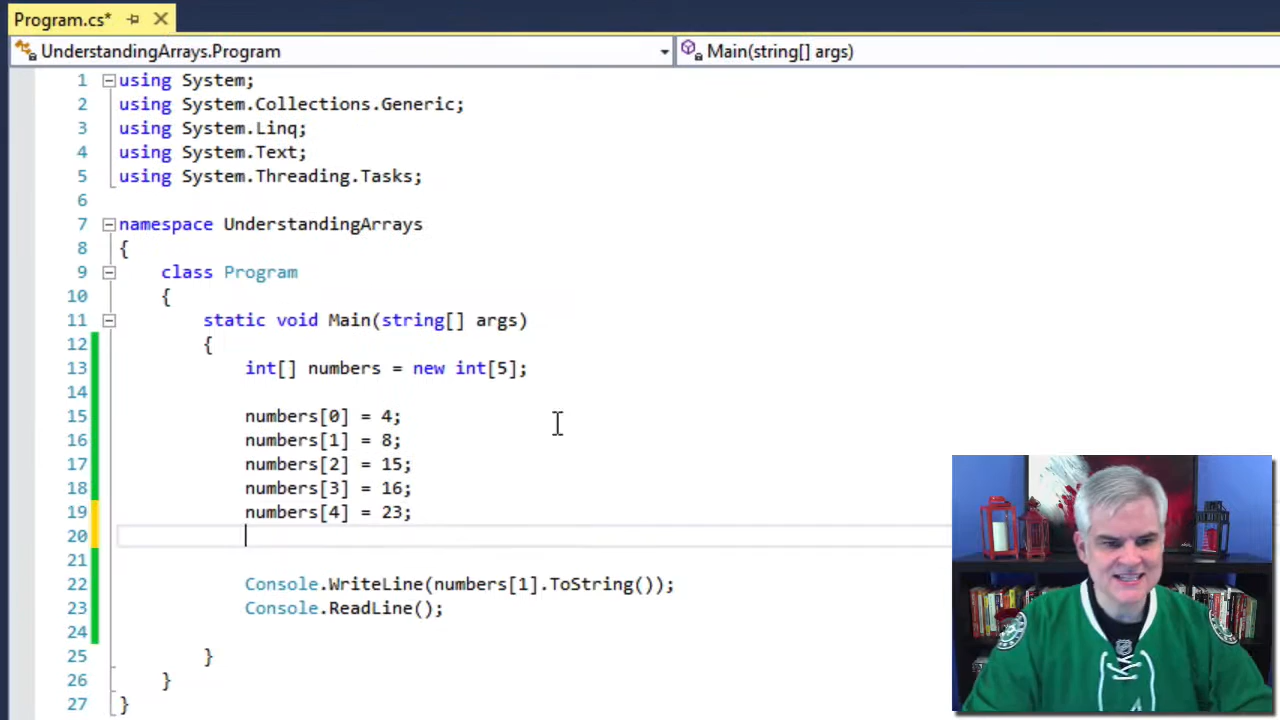 Program.cs*
UnderstandingArrays.Program
Main(string[] args)
1 using System;
2 using System.Collections.Generic;
3 using System.Linq;
4 using System.Text;
5 using System.Threading.Tasks;
6
7 namespace UnderstandingArrays
8 {
9 class Program
10 {
11 static void Main(string[] args)
12 {
13 int[] numbers = new int[5];
14
15 numbers[0] = 4;
16 numbers[1] = 8;
17 numbers[2] = 15;
18 numbers[3] = 16;
19 numbers[4] = 23;
20
21
22 Console.WriteLine(numbers[1].ToString());
23 Console.ReadLine();
24
25 }
26 }
27 }